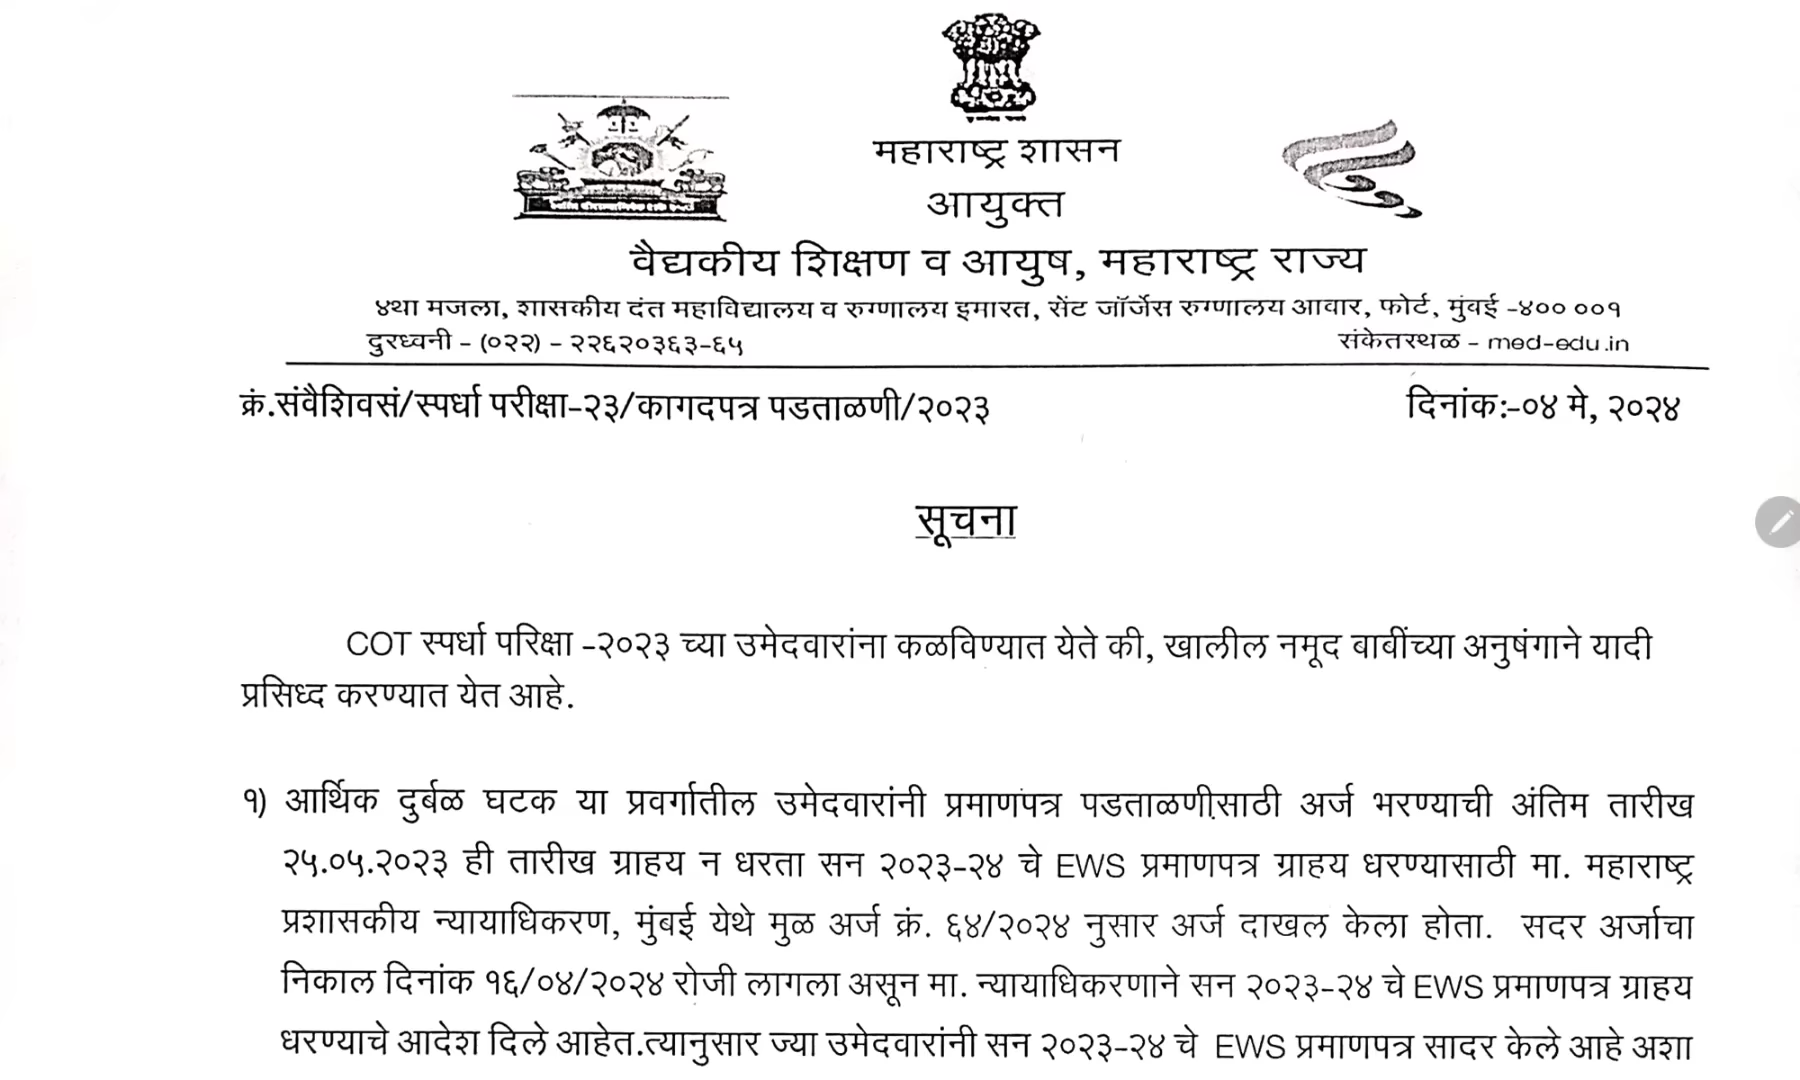 महाराष्ट्र शासन
आयुक्त
वैद्यकीय शिक्षण व आयुष, महाराष्ट्र राज्य
४था मजला, शासकीय दंत महाविद्यालय व रुग्णालय इमारत, सेंट जॉर्जेस रुग्णालय आवार, फोर्ट, मुंबई -४०० ००१
दुरध्वनी - (०२२) - २२६२०३६३-६५ संकेतस्थळ - med-edu.in
क्रं.संवैशिवसं/स्पर्धा परीक्षा-२३/कागदपत्र पडताळणी/२०२३ दिनांक:-०४ मे, २०२४
सूचना
COT स्पर्धा परिक्षा -२०२३ च्या उमेदवारांना कळविण्यात येते की, खालील नमूद बाबींच्या अनुषंगाने यादी
प्रसिध्द करण्यात येत आहे.
१) आर्थिक दुर्बळ घटक या प्रवर्गातील उमेदवारांनी प्रमाणपत्र पडताळणीसाठी अर्ज भरण्याची अंतिम तारीख
२५.०५.२०२३ ही तारीख ग्राहय न धरता सन २०२३-२४ चे EWS प्रमाणपत्र ग्राहय धरण्यासाठी मा. महाराष्ट्र
प्रशासकीय न्यायाधिकरण, मुंबई येथे मुळ अर्ज क्रं. ६४/२०२४ नुसार अर्ज दाखल केला होता. सदर अर्जाचा
निकाल दिनांक १६/०४/२०२४ रोजी लागला असून मा. न्यायाधिकरणाने सन २०२३-२४ चे EWS प्रमाणपत्र ग्राहय
धरण्याचे आदेश दिले आहेत.त्यानुसार ज्या उमेदवारांनी सन २०२३-२४ चे EWS प्रमाणपत्र सादर केले आहे अशा